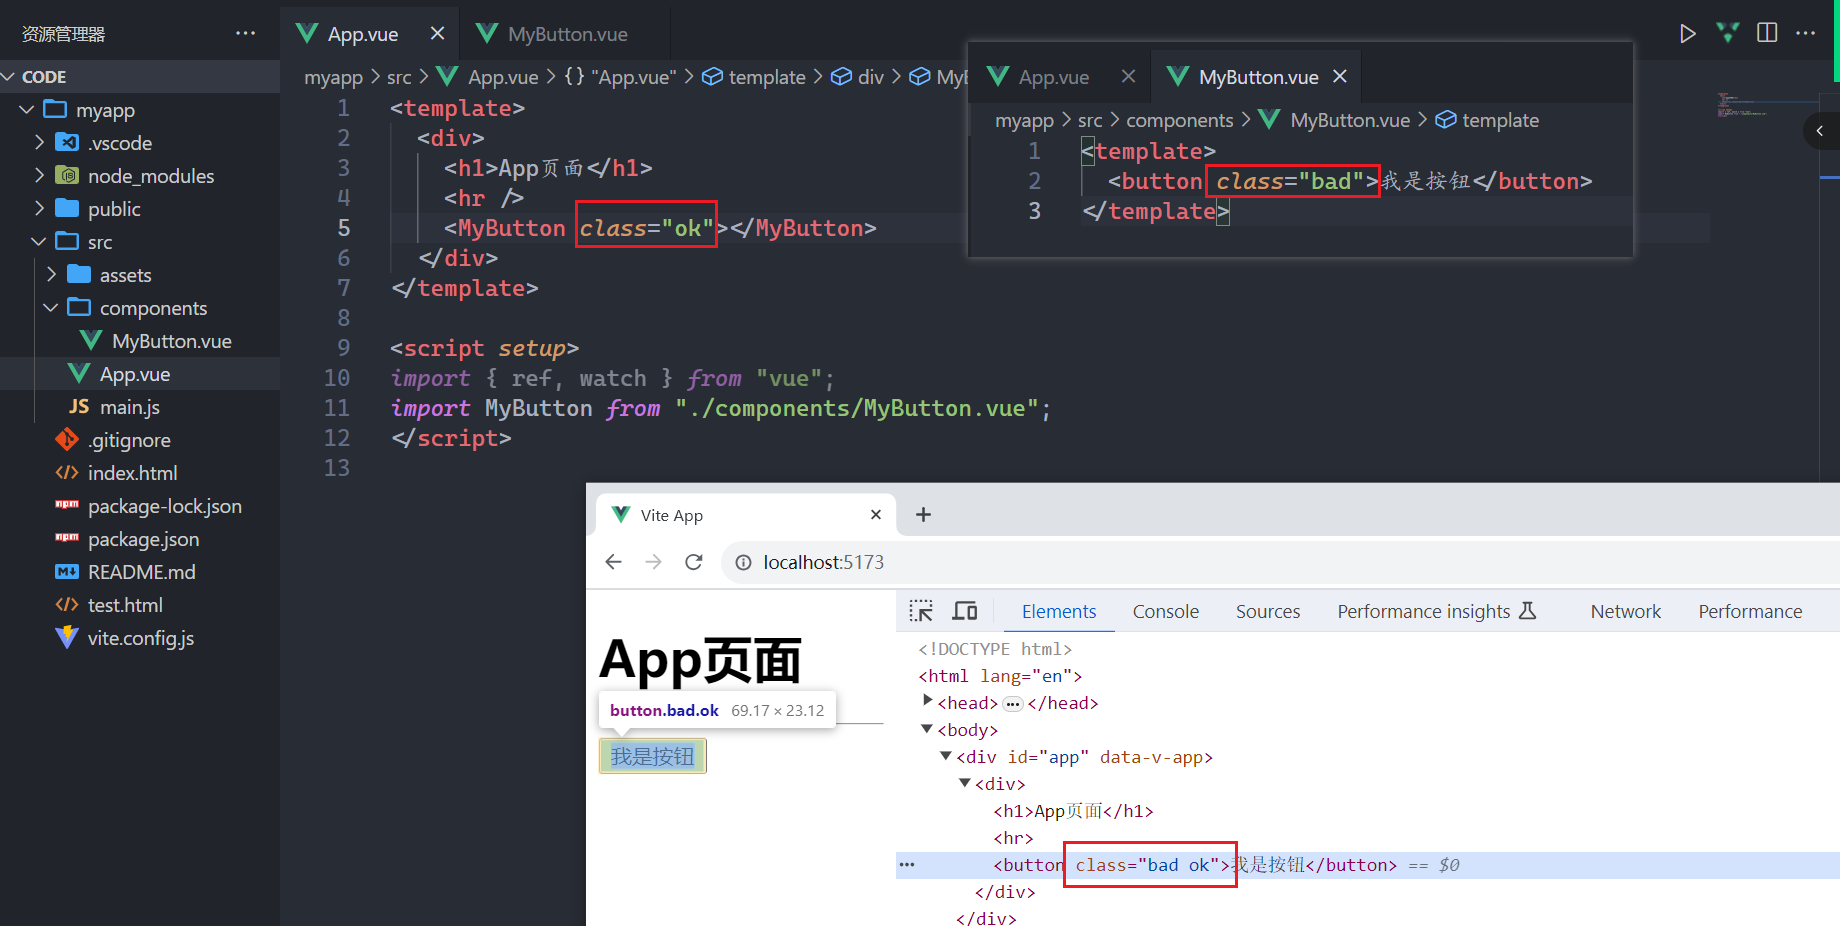 资源管理器 ···
CODE
myapp
.vscode
node_modules
public
src
assets
components
MyButton.vue
App.vue
main.js
.gitignore
index.html
package-lock.json
package.json
README.md
test.html
vite.config.js
App.vue
MyButton.vue
myapp > src > App.vue > {} "App.vue" > template > div > MyB
1 <template>
2 <div>
3 <h1>App页面</h1>
4 <hr />
5 <MyButton class="ok"></MyButton>
6 </div>
7 </template>
8
9 <script setup>
10 import { ref, watch } from "vue";
11 import MyButton from "./components/MyButton.vue";
12 </script>
13
App.vue
MyButton.vue
myapp > src > components > MyButton.vue > template
1 <template>
2 <button class="bad">我是按钮</button>
3 </template>
Vite App
localhost:5173
App页面
button.bad.ok 69.17 × 23.12
我是按钮
Elements Console Sources Performance insights Network Performance
<!DOCTYPE html>
<html lang="en">
<head>···</head>
<body>
<div id="app" data-v-app>
<div>
<h1>App页面</h1>
<hr>
<button class="bad ok">我是按钮</button> == $0
</div>
</div>